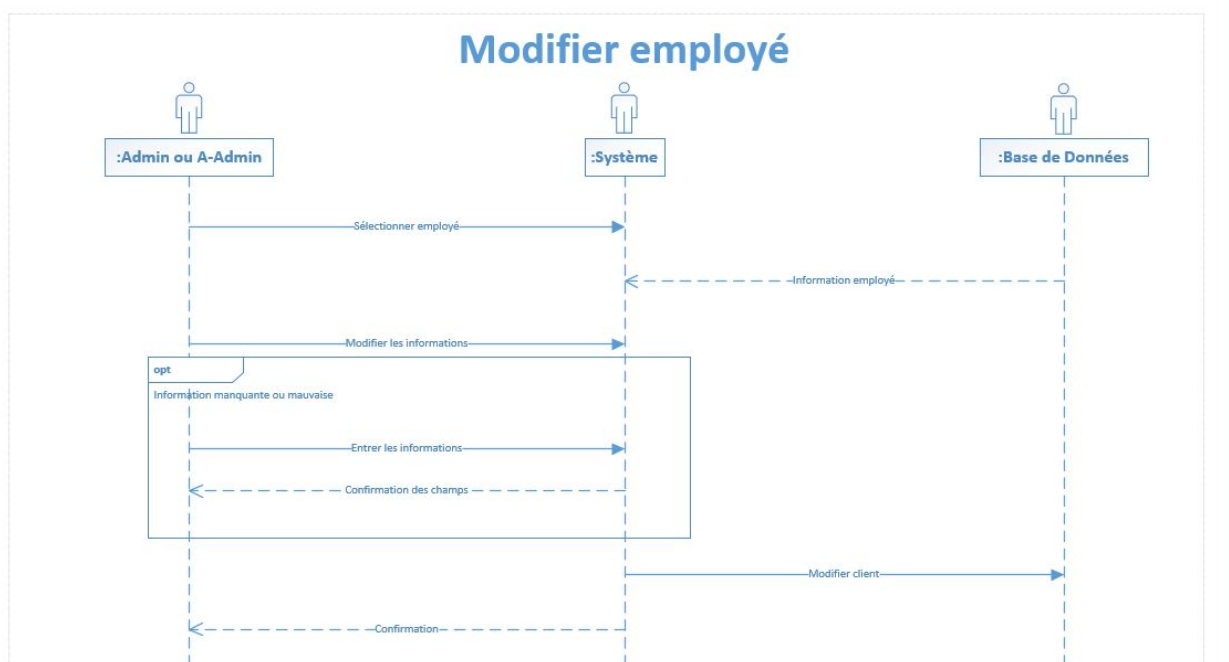 Modifier employé
:Admin ou A-Admin
:Système
:Base de Données
Sélectionner employé
Information employé
Modifier les informations
opt
Information manquante ou mauvaise
Entrer les informations
Confirmation des champs
Modifier client
Confirmation